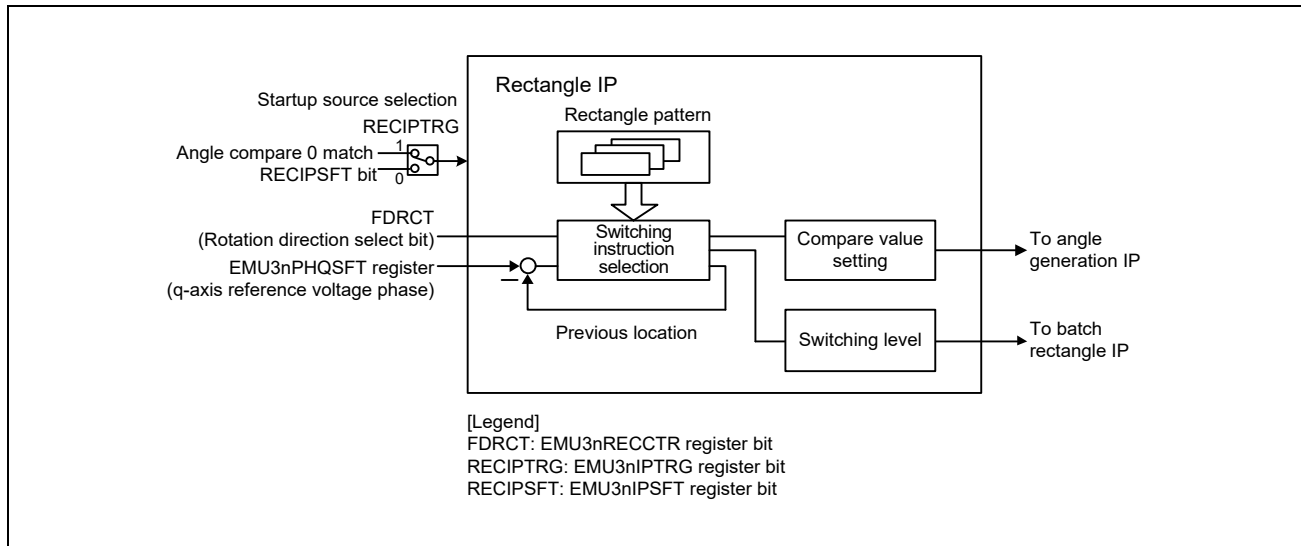 Rectangle IP
Startup source selection
Rectangle pattern
RECIPTRG
Angle compare 0 match
1
RECIPSFT bit
0
FDRCT
(Rotation direction select bit)
Switching
instruction
selection
Compare value
setting
To angle
generation IP
EMU3nPHQSFT register
(q-axis reference voltage phase)
—
Previous location
Switching level
To batch
rectangle IP
[Legend]
FDRCT: EMU3nRECCTR register bit
RECIPTRG: EMU3nIPTRG register bit
RECIPSFT: EMU3nIPSFT register bit